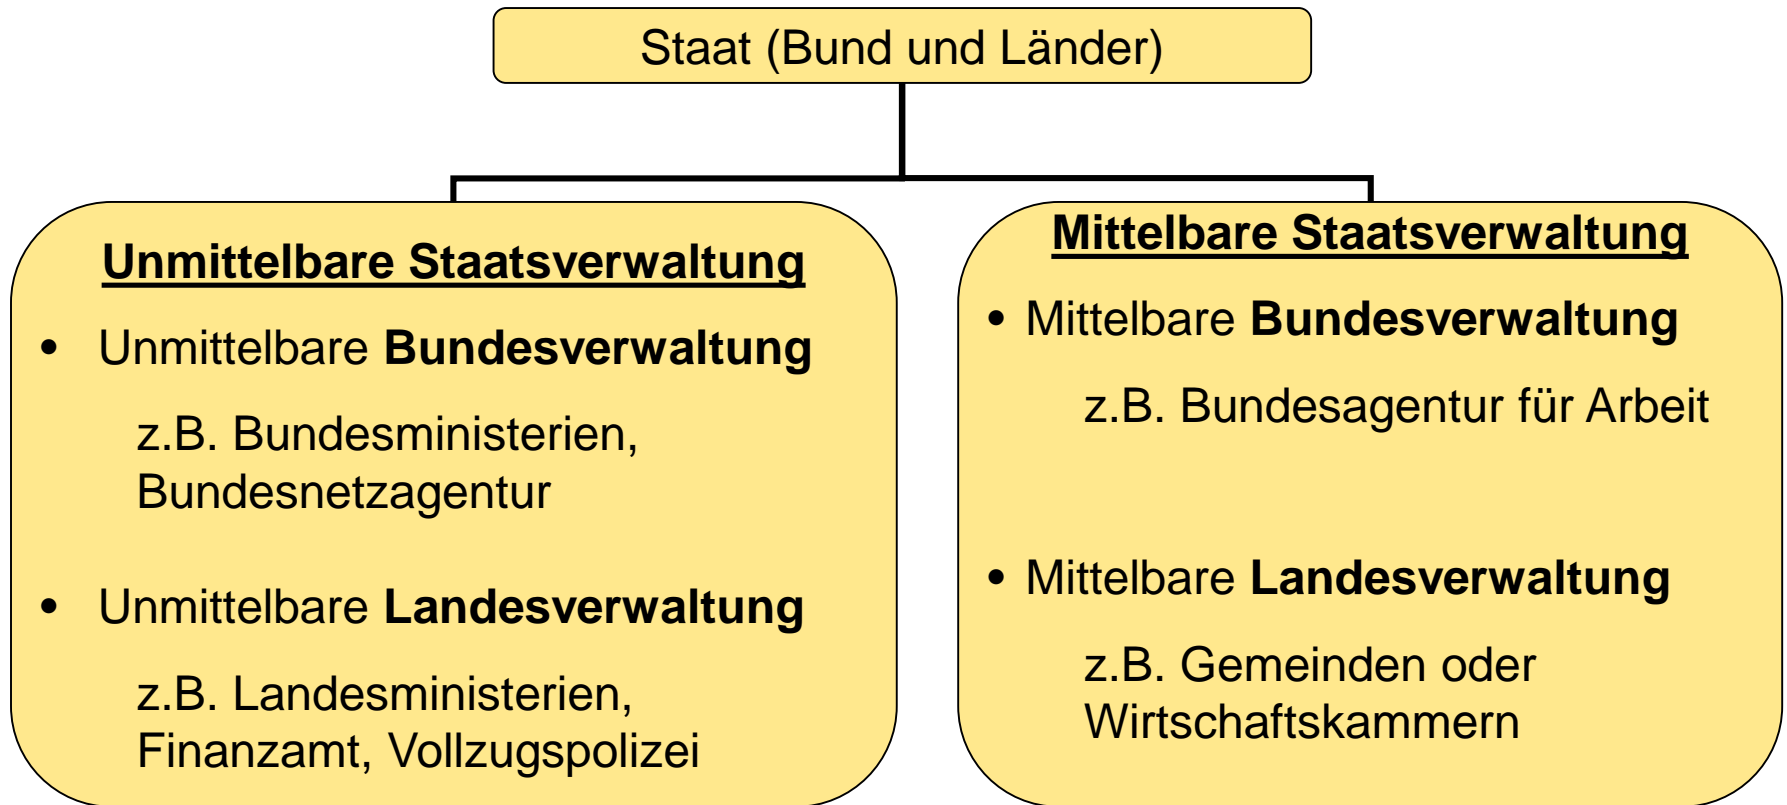 Staat (Bund und Länder)
Unmittelbare Staatsverwaltung
• Unmittelbare Bundesverwaltung
z.B. Bundesministerien,
Bundesnetzagentur
• Unmittelbare Landesverwaltung
z.B. Landesministerien,
Finanzamt, Vollzugspolizei
Mittelbare Staatsverwaltung
• Mittelbare Bundesverwaltung
z.B. Bundesagentur für Arbeit
• Mittelbare Landesverwaltung
z.B. Gemeinden oder
Wirtschaftskammern